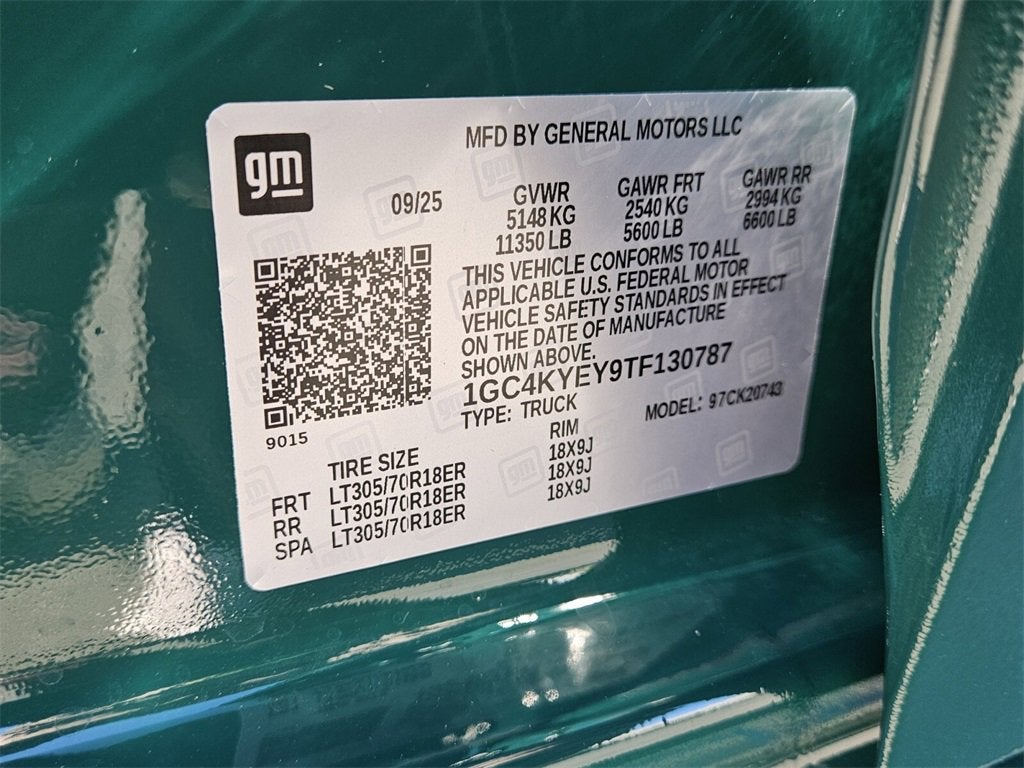 gm
MFD BY GENERAL MOTORS LLC
09/25
GVWR GAWR FRT GAWR RR
5148 KG 2540 KG 2994 KG
11350 LB 5600 LB 6600 LB
THIS VEHICLE CONFORMS TO ALL
APPLICABLE U.S. FEDERAL MOTOR
VEHICLE SAFETY STANDARDS IN EFFECT
ON THE DATE OF MANUFACTURE
SHOWN ABOVE.
1GC4KYEY9TF130787
TYPE: TRUCK MODEL: 97CK20743
9015
TIRE SIZE RIM
FRT LT305/70R18ER 18X9J
RR LT305/70R18ER 18X9J
SPA LT305/70R18ER 18X9J